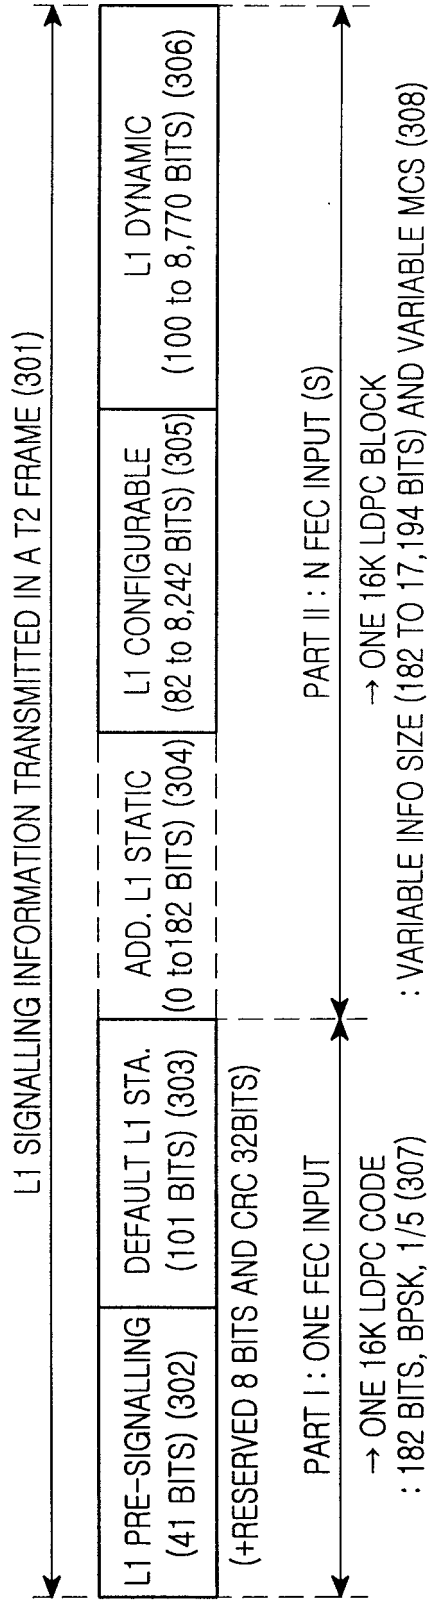 L1 SIGNALLING INFORMATION TRANSMITTED IN A T2 FRAME (301)
L1 PRE-SIGNALLING
(41 BITS) (302)
DEFAULT L1 STA.
(101 BITS) (303)
ADD. L1 STATIC
(0 to182 BITS) (304)
L1 CONFIGURABLE
(82 to 8,242 BITS) (305)
L1 DYNAMIC
(100 to 8,770 BITS) (306)
(+RESERVED 8 BITS AND CRC 32BITS)
PART I : ONE FEC INPUT
→ ONE 16K LDPC CODE
: 182 BITS, BPSK, 1/5 (307)
PART II : N FEC INPUT (S)
→ ONE 16K LDPC BLOCK
: VARIABLE INFO SIZE (182 TO 17,194 BITS) AND VARIABLE MCS (308)